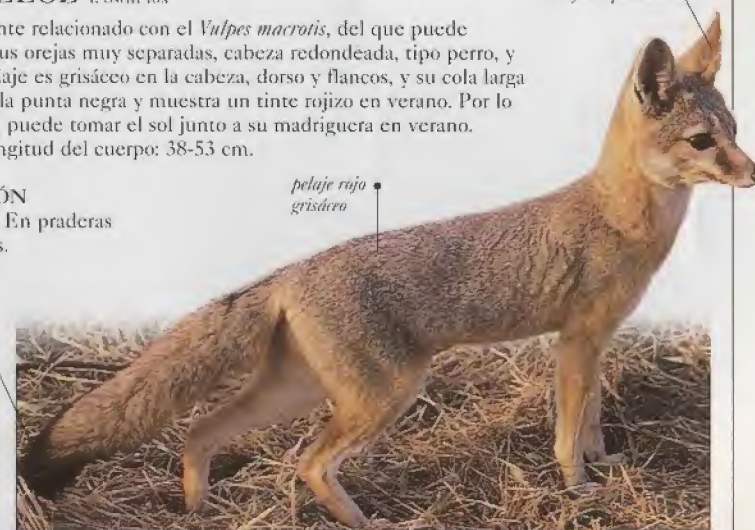 nte relacionado con el Vulpes macrotis, del que puede
us orejas muy separadas, cabeza redondeada, tipo perro, y
aje es grisáceo en la cabeza, dorso y flancos, y su cola larga
la punta negra y muestra un tinte rojizo en verano. Por lo
puede tomar el sol junto a su madriguera en verano.
ngitud del cuerpo: 38-53 cm.
ÓN
En praderas
s.
pelaje rojo
grisáceo